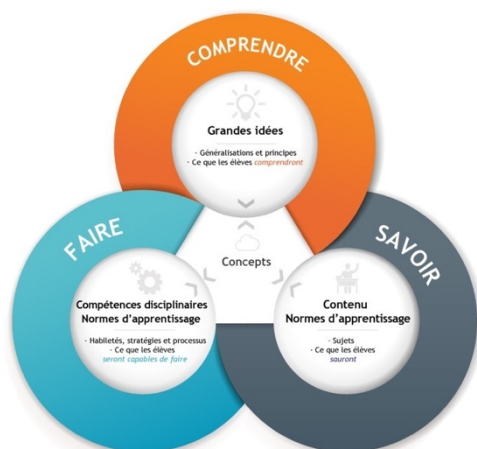 COMPRENDRE
Grandes idées
- Généralisations et principes
- Ce que les élèves comprendront
FAIRE
SAVOIR
Concepts
Compétences disciplinaires
Normes d'apprentissage
- Habiletés, stratégies et processus
- Ce que les élèves
seront capables de faire
Contenu
Normes d'apprentissage
- Sujets
- Ce que les élèves
sauront